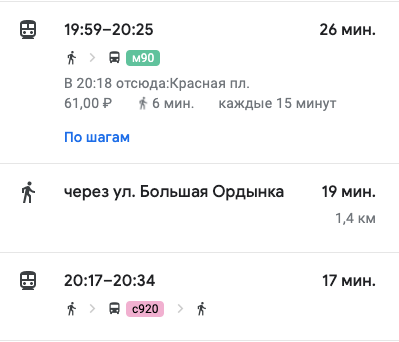 19:59–20:25 26 мин.
м90
В 20:18 отсюда:Красная пл.
61,00 ₽ 6 мин. каждые 15 минут
По шагам
через ул. Большая Ордынка 19 мин.
1,4 км
20:17–20:34 17 мин.
с920